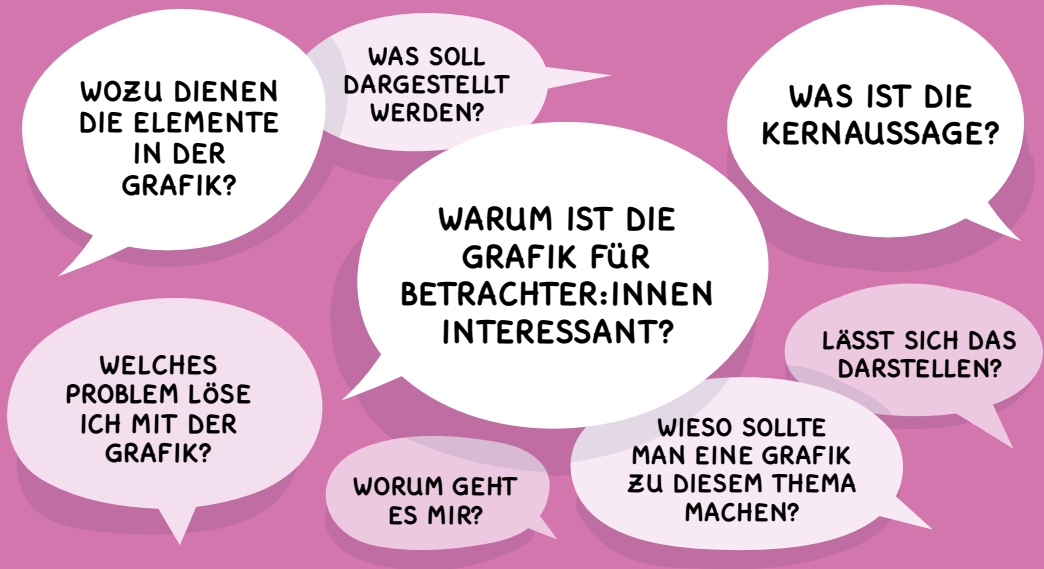 WOZU DIENEN
DIE ELEMENTE
IN DER
GRAFIK?
WAS SOLL
DARGESTELLT
WERDEN?
WAS IST DIE
KERNAUSSAGE?
WARUM IST DIE
GRAFIK FÜR
BETRACHTER:INNEN
INTERESSANT?
WELCHES
PROBLEM LÖSE
ICH MIT DER
GRAFIK?
LÄSST SICH DAS
DARSTELLEN?
WORUM GEHT
ES MIR?
WIESO SOLLTE
MAN EINE GRAFIK
ZU DIESEM THEMA
MACHEN?